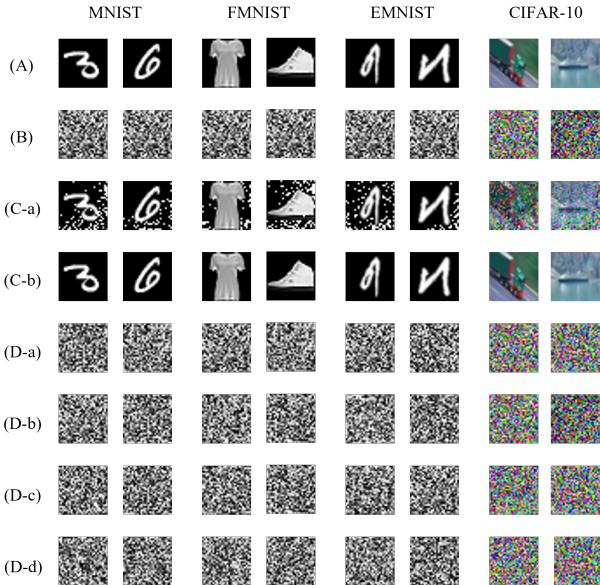 MNIST FMNIST EMNIST CIFAR-10
(A)
(B)
(C-a)
(C-b)
(D-a)
(D-b)
(D-c)
(D-d)